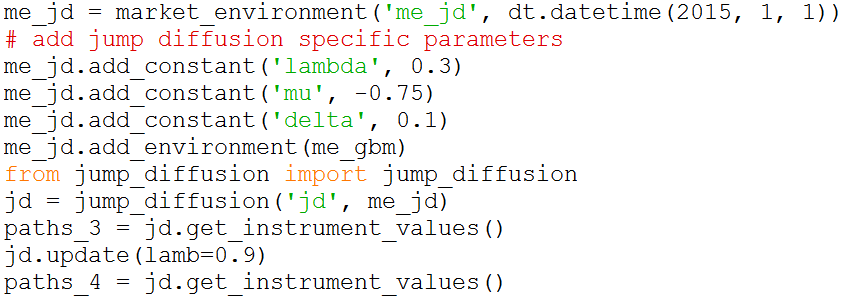 me_jd = market_environment('me_jd', dt.datetime(2015, 1, 1))
# add jump diffusion specific parameters
me_jd.add_constant('lambda', 0.3)
me_jd.add_constant('mu', -0.75)
me_jd.add_constant('delta', 0.1)
me_jd.add_environment(me_gbm)
from jump_diffusion import jump_diffusion
jd = jump_diffusion('jd', me_jd)
paths_3 = jd.get_instrument_values()
jd.update(lamb=0.9)
paths_4 = jd.get_instrument_values()